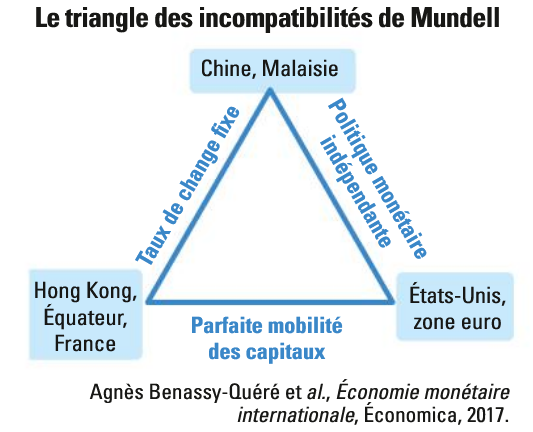 Le triangle des incompatibilités de Mundell
Chine, Malaisie
Taux de change fixe
Politique monétaire
indépendante
Hong Kong,
Équateur,
France
Parfaite mobilité
des capitaux
États-Unis,
zone euro
Agnès Benassy-Quéré et al., Économie monétaire
internationale, Économica, 2017.